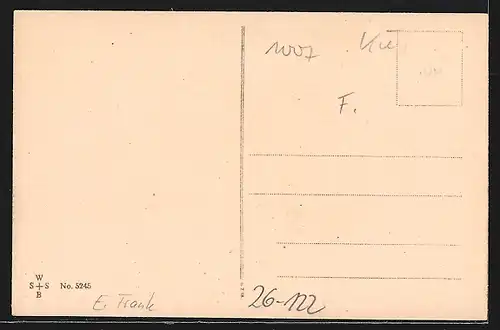 1007
F.
W
S+S No. 5245
B
E. Frank
26-122